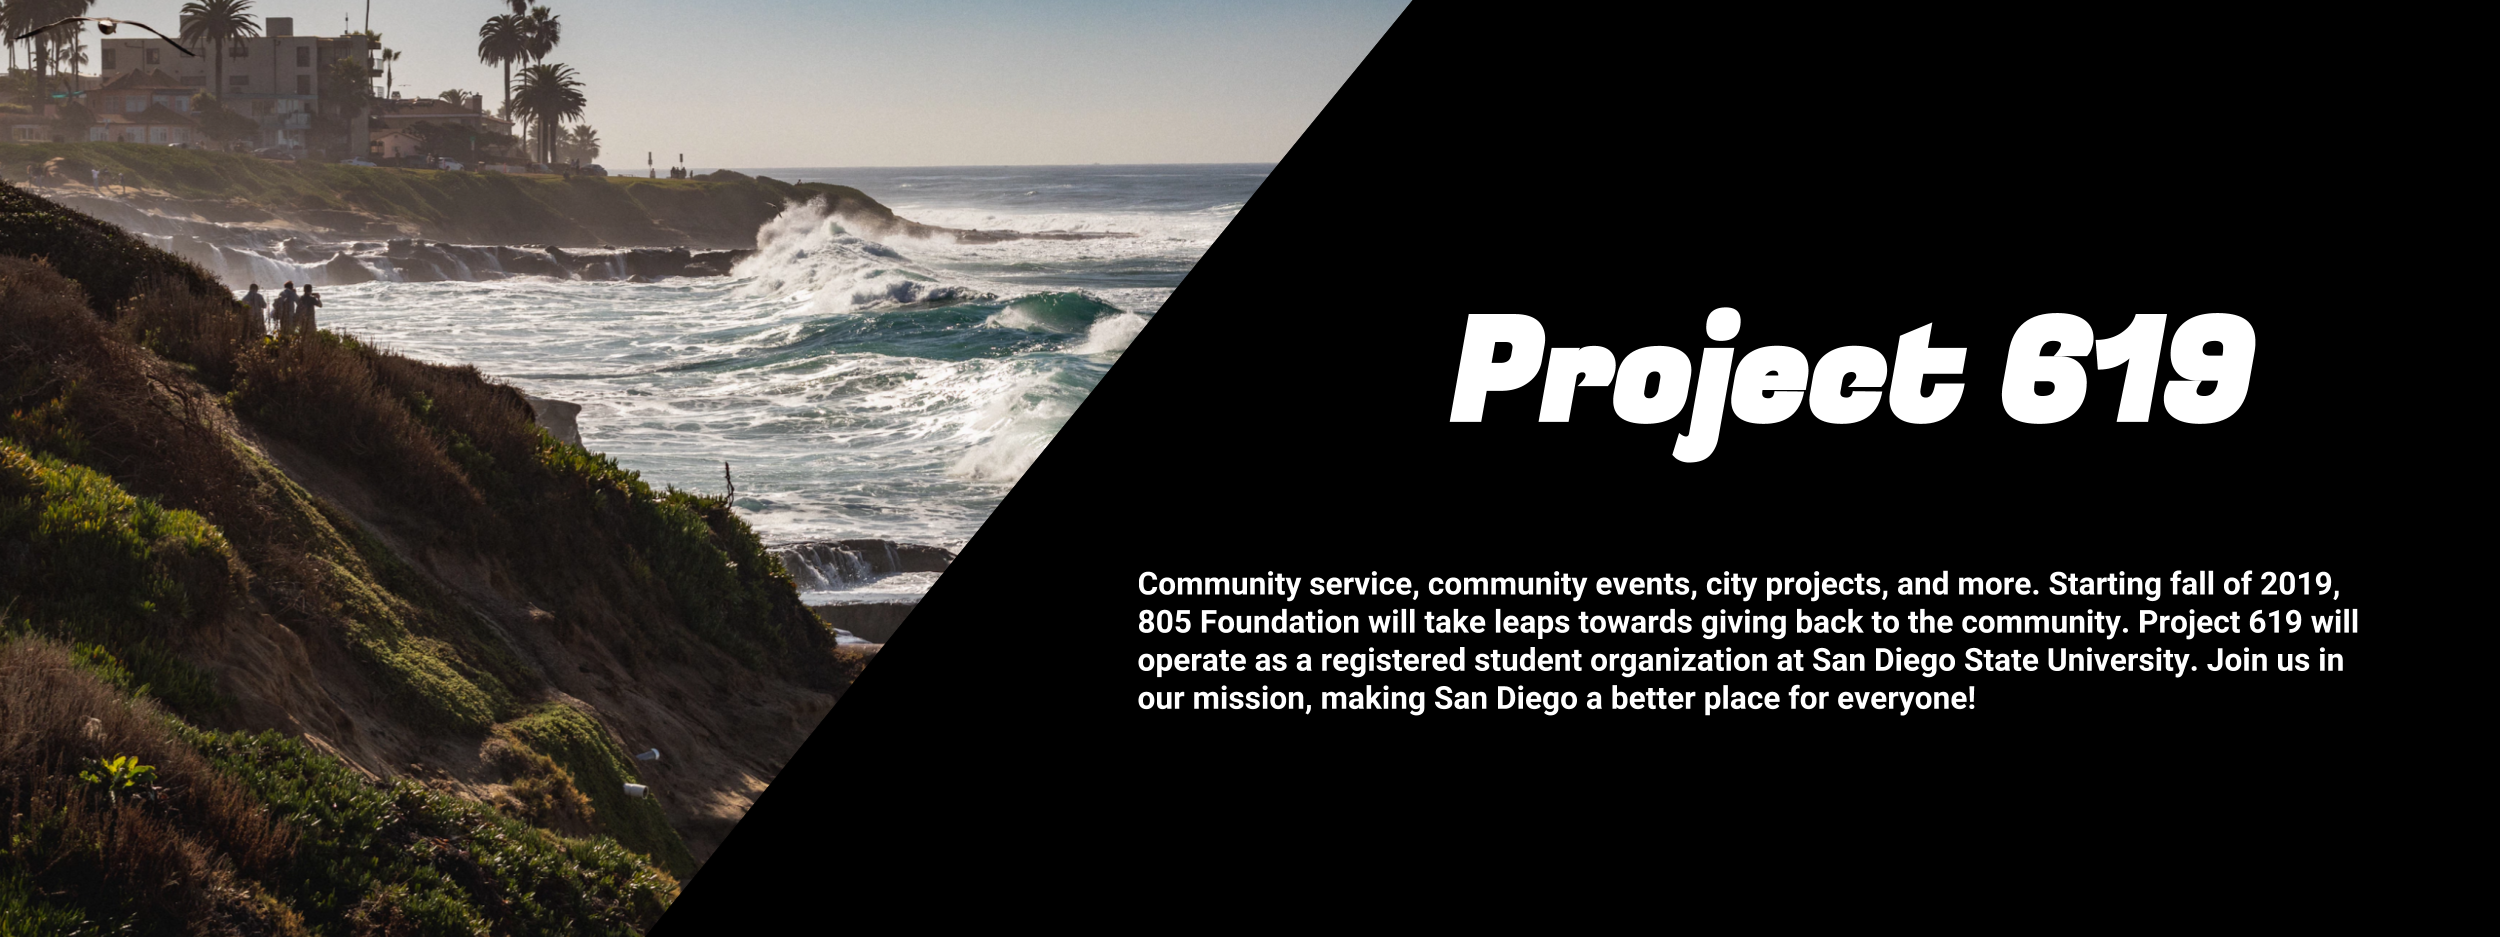 Project 619
Community service, community events, city projects, and more. Starting fall of 2019,
805 Foundation will take leaps towards giving back to the community. Project 619 will
operate as a registered student organization at San Diego State University. Join us in
our mission, making San Diego a better place for everyone!